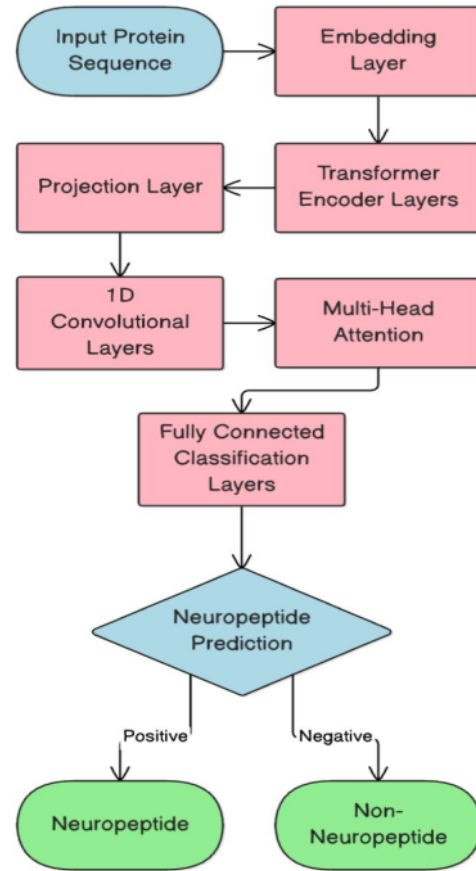 Input Protein
Sequence
Embedding
Layer
Transformer
Encoder Layers
Projection Layer
1D
Convolutional
Layers
Multi-Head
Attention
Fully Connected
Classification
Layers
Neuropeptide
Prediction
Positive
Negative
Neuropeptide
Non-
Neuropeptide